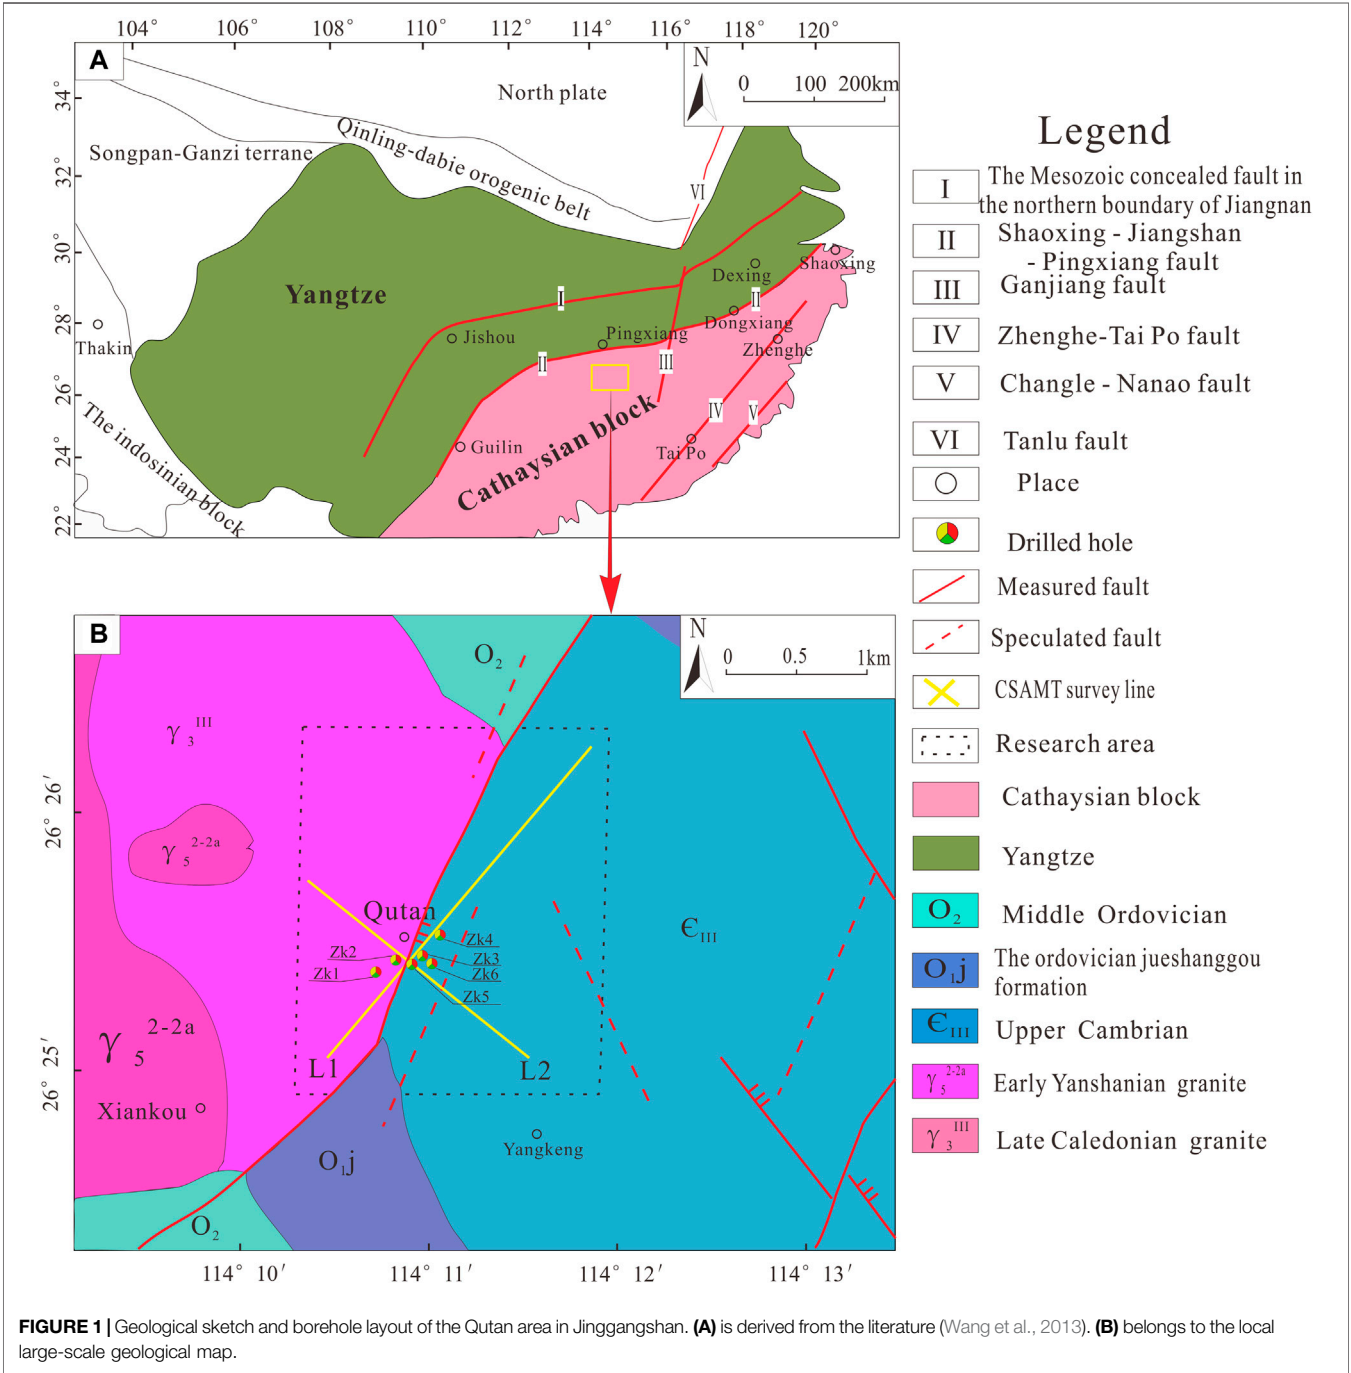 104° 106° 108° 110° 112° 114° 116° 118° 120°
A
N
0 100 200km
North plate
34°
32°
30°
28°
26°
24°
22°
Qinling-dabie orogenic belt
Songpan-Ganzi terrane
VI
Yangtze
Shaoxing
Dexing
I
II
Dongxiang
Thakin
Jishou
Pingxiang
Zhenghe
II
III
The indosinian block
Cathaysian block
IV
V
Guilin
Tai Po
Legend
I The Mesozoic concealed fault in
the northern boundary of Jiangnan
II Shaoxing - Jiangshan
- Pingxiang fault
III Ganjiang fault
IV Zhenghe-Tai Po fault
V Changle - Nanao fault
VI Tanlu fault
Place
Drilled hole
Measured fault
Speculated fault
CSAMT survey line
Research area
Cathaysian block
Yangtze
O2 Middle Ordovician
O1j The ordovician jueshanggou
formation
ЄIII Upper Cambrian
γ5 2-2a Early Yanshanian granite
γ3 III Late Caledonian granite
B
N
0 0.5 1km
O2
γ3 III
26° 26′
γ5 2-2a
Qutan
ЄIII
Zk4
Zk2
Zk3
Zk1
Zk6
Zk5
γ5 2-2a
26° 25′
L1
L2
Xiankou
Yangkeng
O1j
O2
114° 10′ 114° 11′ 114° 12′ 114° 13′
FIGURE 1 | Geological sketch and borehole layout of the Qutan area in Jinggangshan. (A) is derived from the literature (Wang et al., 2013). (B) belongs to the local
large-scale geological map.